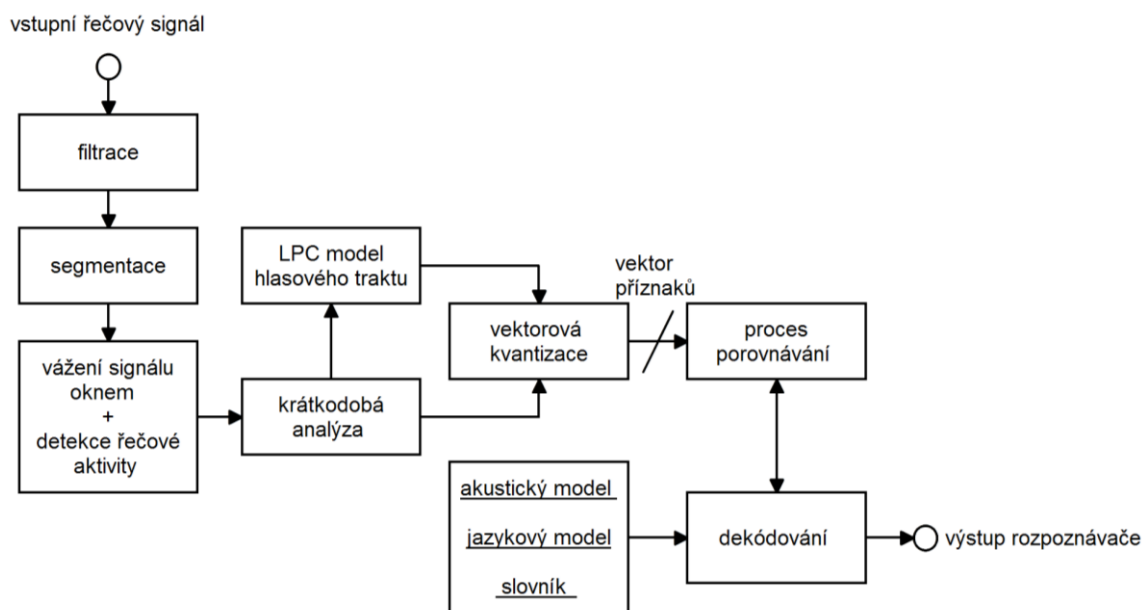 vstupní řečový signál
filtrace
segmentace
vážení signálu
oknem
+
detekce řečové
aktivity
LPC model
hlasového traktu
krátkodobá
analýza
vektorová
kvantizace
vektor
příznaků
proces
porovnávání
akustický model
jazykový model
slovník
dekódování
výstup rozpoznávače